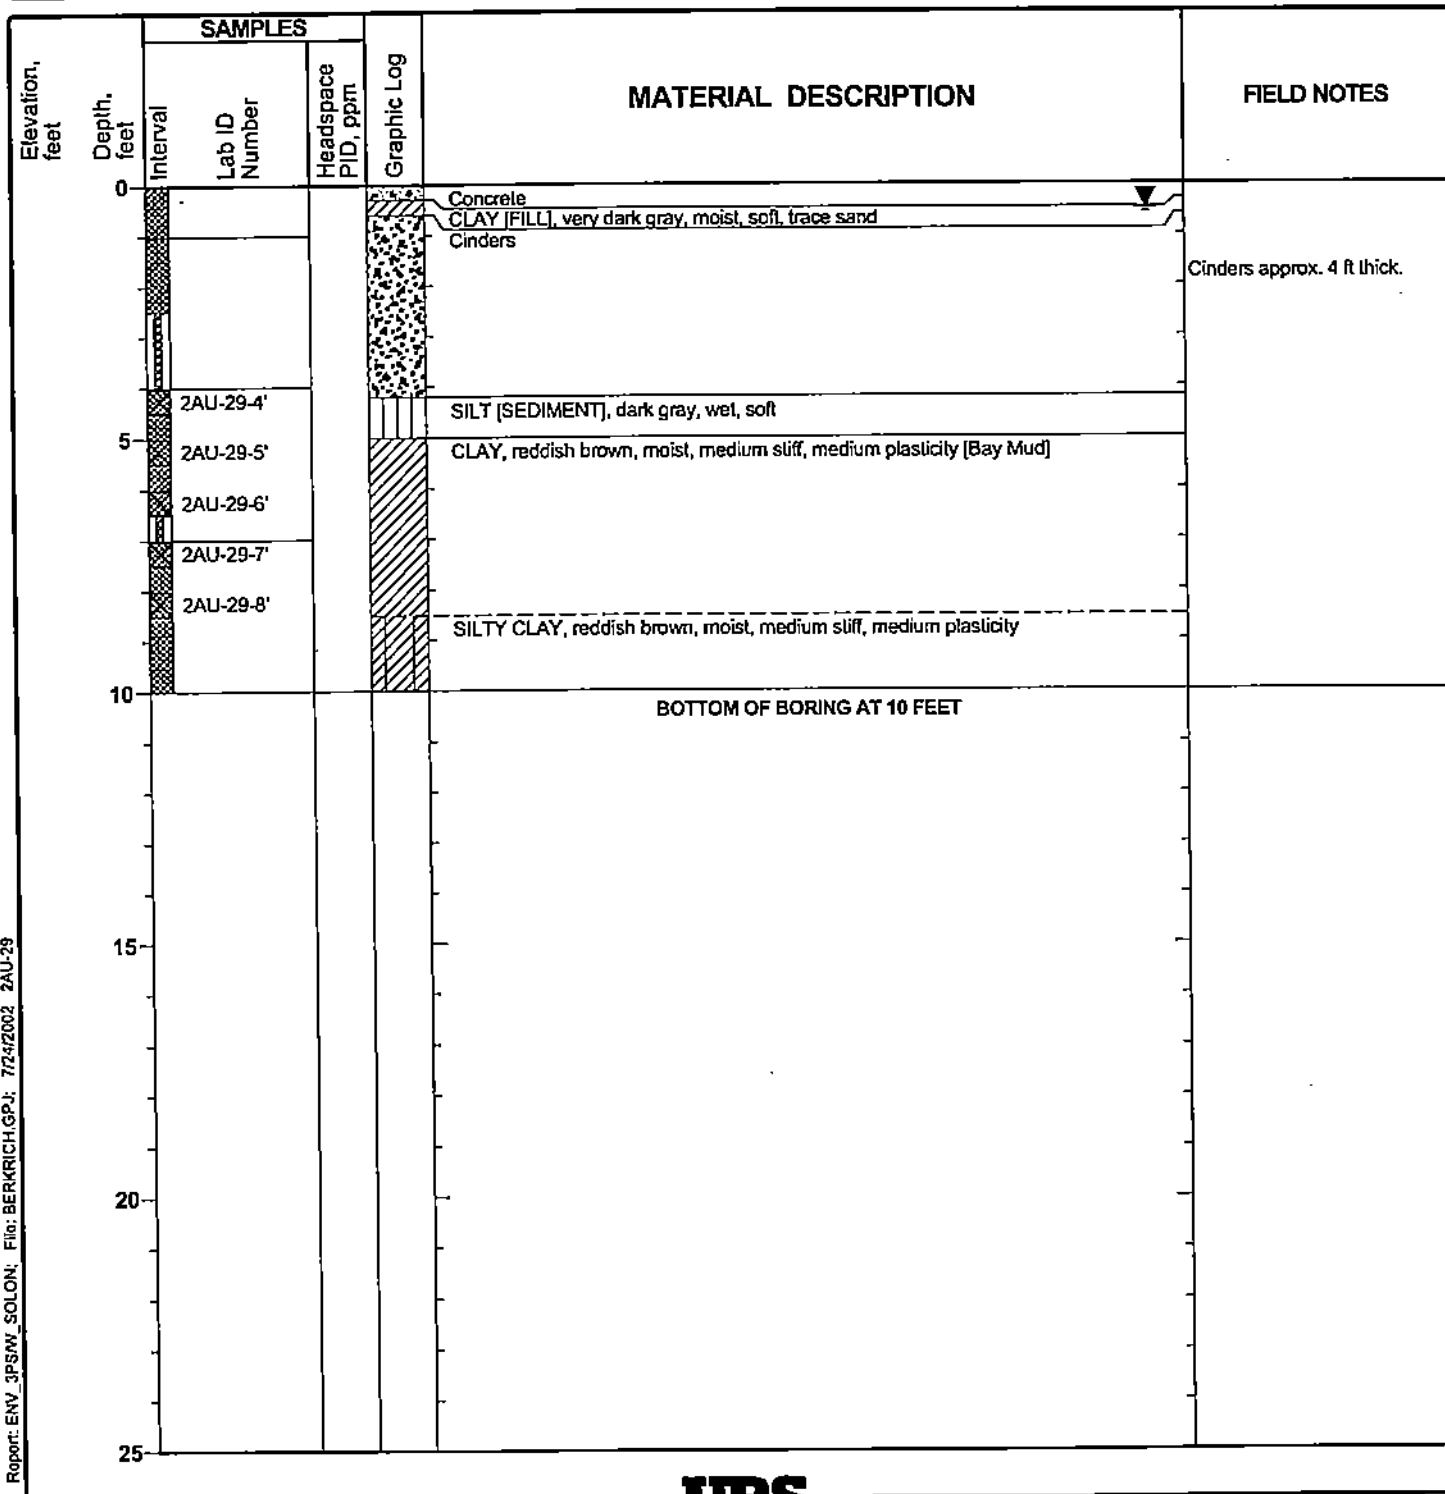 SAMPLES
Elevation,
feet
Depth,
feet
Interval
Lab ID
Number
Headspace
PID, ppm
Graphic Log
MATERIAL DESCRIPTION
FIELD NOTES
0
Concrete
CLAY [FILL], very dark gray, moist, soft, trace sand
Cinders
Cinders approx. 4 ft thick.
2AU-29-4'
SILT [SEDIMENT], dark gray, wet, soft
5
2AU-29-5'
CLAY, reddish brown, moist, medium stiff, medium plasticity [Bay Mud]
2AU-29-6'
2AU-29-7'
2AU-29-8'
SILTY CLAY, reddish brown, moist, medium stiff, medium plasticity
10
BOTTOM OF BORING AT 10 FEET
15
20
25
Report: ENV_3PS/W_SOLON; File: BERKRICH.GPJ; 7/24/2002 2AU-29
URS